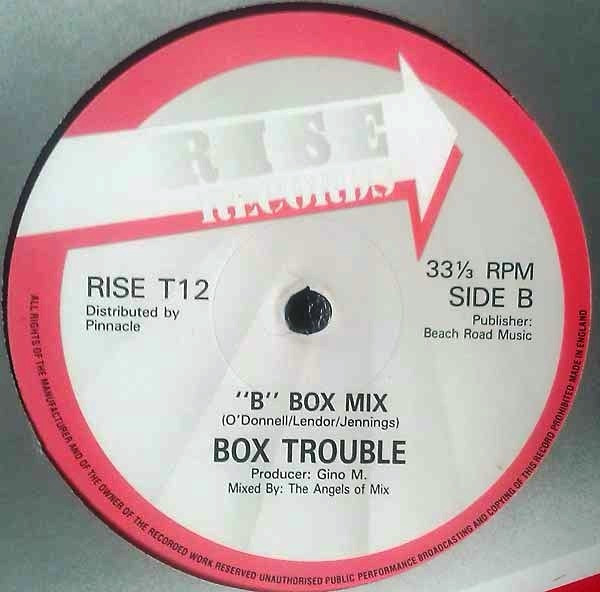 RISE
RECORDS
RISE T12
Distributed by
Pinnacle
33⅓ RPM
SIDE B
Publisher:
Beach Road Music
"B" BOX MIX
(O'Donnell/Lendor/Jennings)
BOX TROUBLE
Producer: Gino M.
Mixed By: The Angels of Mix
ALL RIGHTS OF THE MANUFACTURER AND OF THE OWNER OF THE RECORDED WORK RESERVED UNAUTHORISED PUBLIC PERFORMANCE BROADCASTING AND COPYING OF THIS RECORD PROHIBITED·MADE IN ENGLAND